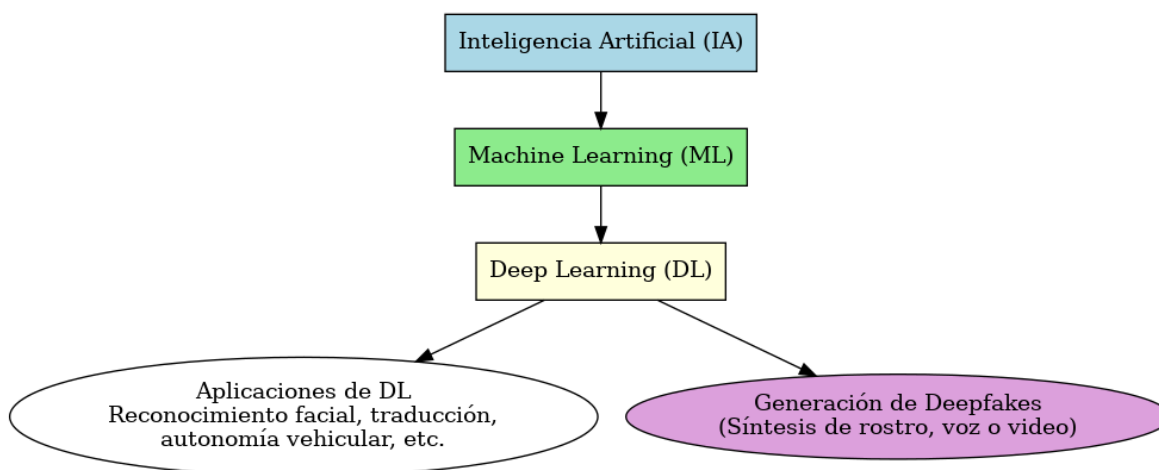 Inteligencia Artificial (IA)
Machine Learning (ML)
Deep Learning (DL)
Aplicaciones de DL
Reconocimiento facial, traducción,
autonomía vehicular, etc.
Generación de Deepfakes
(Síntesis de rostro, voz o video)